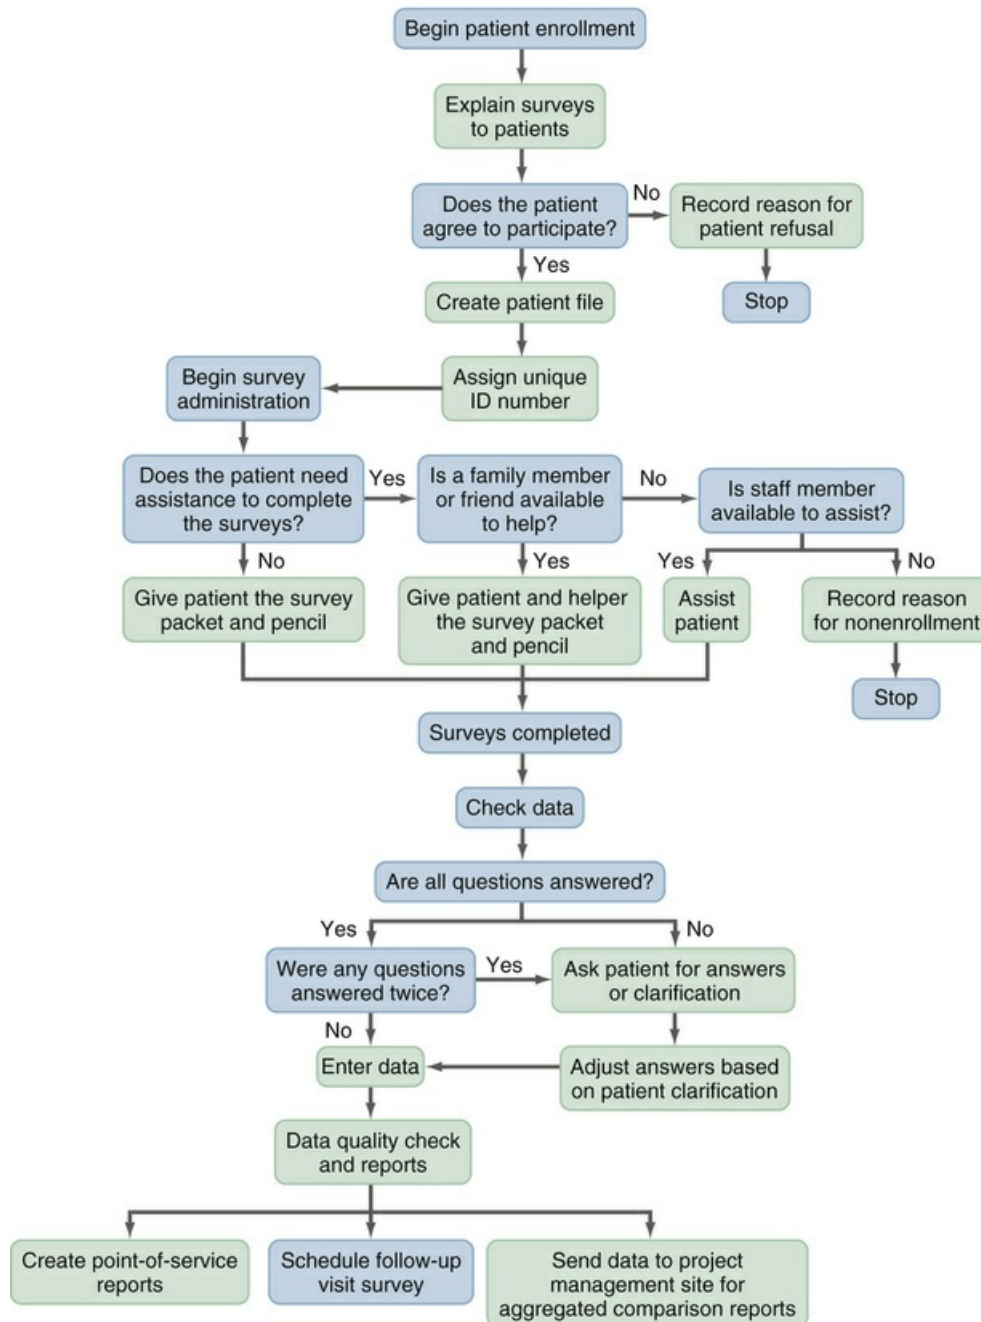 Begin patient enrollment
Explain surveys
to patients
Does the patient
agree to participate?
No
Record reason for
patient refusal
Yes
Stop
Create patient file
Assign unique
ID number
Begin survey
administration
Does the patient need
assistance to complete
the surveys?
Yes
Is a family member
or friend available
to help?
No
Is staff member
available to assist?
No
Yes
Yes
No
Give patient the survey
packet and pencil
Give patient and helper
the survey packet
and pencil
Assist
patient
Record reason
for nonenrollment
Stop
Surveys completed
Check data
Are all questions answered?
Yes
No
Were any questions
answered twice?
Yes
Ask patient for answers
or clarification
No
Enter data
Adjust answers based
on patient clarification
Data quality check
and reports
Create point-of-service
reports
Schedule follow-up
visit survey
Send data to project
management site for
aggregated comparison reports